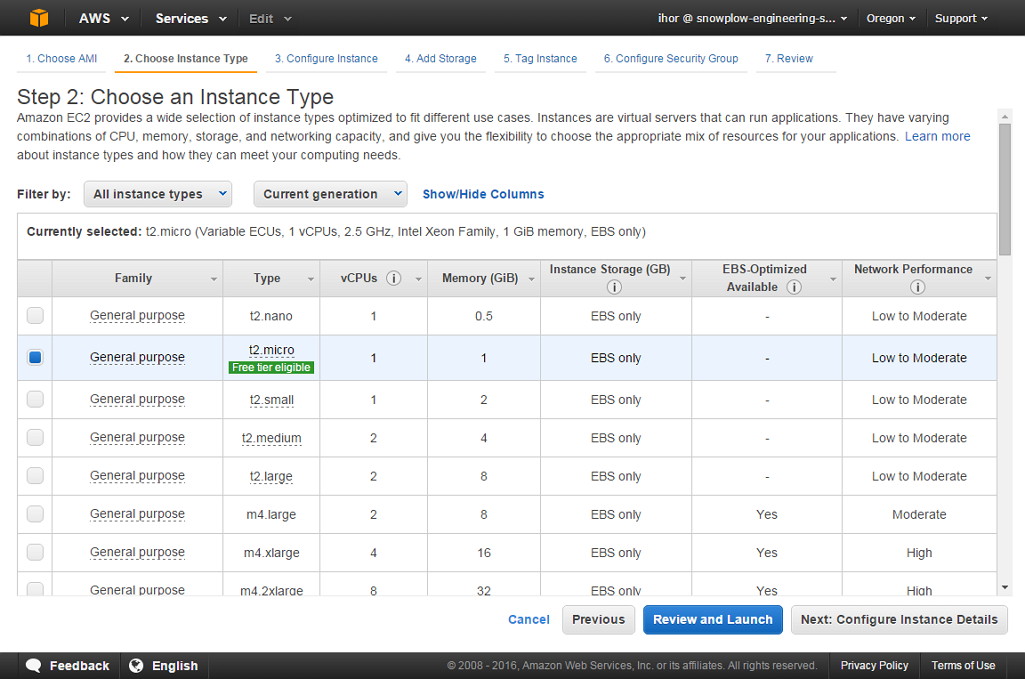 AWS Services Edit ihor @ snowplow-engineering-s... Oregon Support
1. Choose AMI 2. Choose Instance Type 3. Configure Instance 4. Add Storage 5. Tag Instance 6. Configure Security Group 7. Review
Step 2: Choose an Instance Type
Amazon EC2 provides a wide selection of instance types optimized to fit different use cases. Instances are virtual servers that can run applications. They have varying
combinations of CPU, memory, storage, and networking capacity, and give you the flexibility to choose the appropriate mix of resources for your applications. Learn more
about instance types and how they can meet your computing needs.
Filter by: All instance types Current generation Show/Hide Columns
Currently selected: t2.micro (Variable ECUs, 1 vCPUs, 2.5 GHz, Intel Xeon Family, 1 GiB memory, EBS only)
Family Type vCPUs i Memory (GiB) Instance Storage (GB) i EBS-Optimized Available i Network Performance i
General purpose t2.nano 1 0.5 EBS only - Low to Moderate
General purpose t2.micro Free tier eligible 1 1 EBS only - Low to Moderate
General purpose t2.small 1 2 EBS only - Low to Moderate
General purpose t2.medium 2 4 EBS only - Low to Moderate
General purpose t2.large 2 8 EBS only - Low to Moderate
General purpose m4.large 2 8 EBS only Yes Moderate
General purpose m4.xlarge 4 16 EBS only Yes High
General purpose m4.2xlarge 8 32 EBS only Yes High
Cancel Previous Review and Launch Next: Configure Instance Details
Feedback English © 2008 - 2016, Amazon Web Services, Inc. or its affiliates. All rights reserved. Privacy Policy Terms of Use